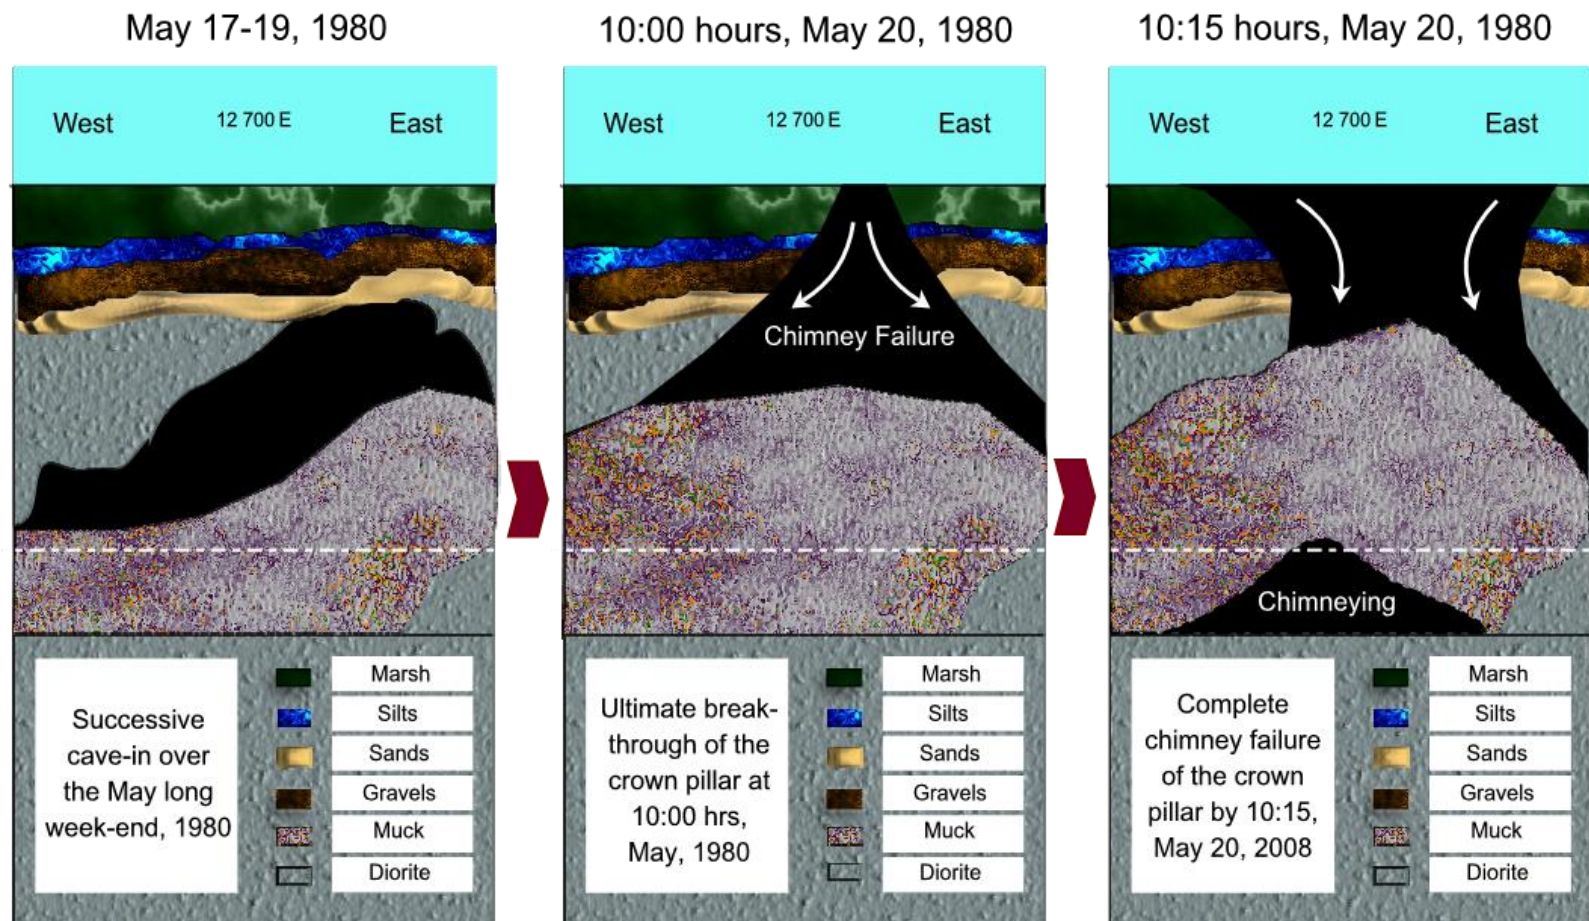 May 17-19, 1980
West 12 700 E East
Successive
cave-in over
the May long
week-end, 1980
Marsh
Silts
Sands
Gravels
Muck
Diorite
10:00 hours, May 20, 1980
West 12 700 E East
Chimney Failure
Ultimate break-
through of the
crown pillar at
10:00 hrs,
May, 1980
Marsh
Silts
Sands
Gravels
Muck
Diorite
10:15 hours, May 20, 1980
West 12 700 E East
Chimneying
Complete
chimney failure
of the crown
pillar by 10:15,
May 20, 2008
Marsh
Silts
Sands
Gravels
Muck
Diorite